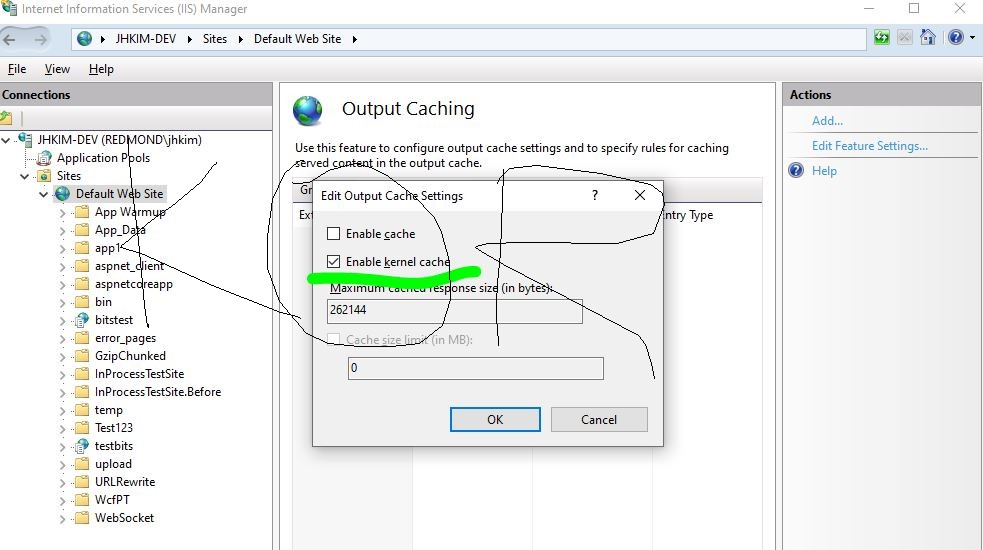 Internet Information Services (IIS) Manager
JHKIM-DEV Sites Default Web Site
File View Help
Connections
JHKIM-DEV (REDMOND\jhkim)
Application Pools
Sites
Default Web Site
App Warmup
App_Data
app1
aspnet_client
aspnetcoreapp
bin
bitstest
error_pages
GzipChunked
InProcessTestSite
InProcessTestSite.Before
temp
Test123
testbits
upload
URLRewrite
WcfPT
WebSocket
Output Caching
Use this feature to configure output cache settings and to specify rules for caching
served content in the output cache.
Gr
Ext
Entry Type
Edit Output Cache Settings ?
Enable cache
Enable kernel cache
Maximum cached response size (in bytes):
262144
Cache size limit (in MB):
0
OK Cancel
Actions
Add...
Edit Feature Settings...
Help
KOR